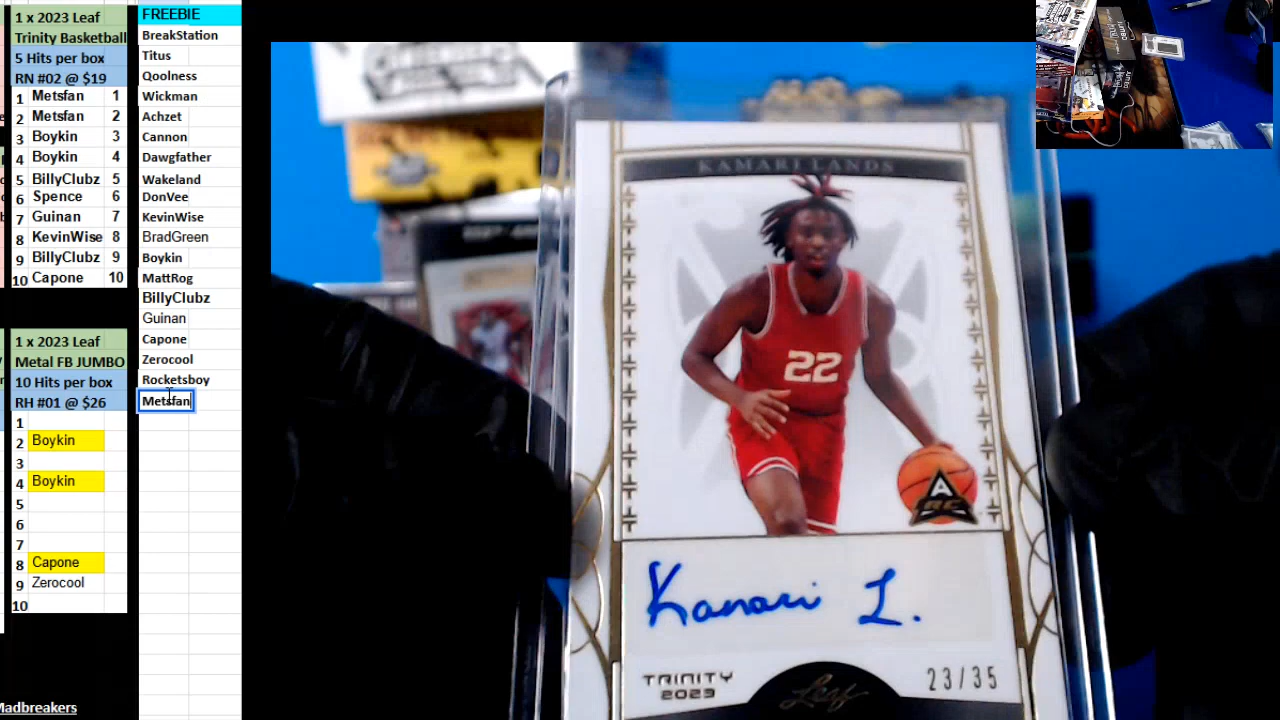 1 x 2023 Leaf
Trinity Basketball
5 Hits per box
RN #02 @ $19
1 Metsfan 1
2 Metsfan 2
3 Boykin 3
4 Boykin 4
5 BillyClubz 5
6 Spence 6
7 Guinan 7
8 KevinWise 8
9 BillyClubz 9
10 Capone 10
1 x 2023 Leaf
Metal FB JUMBO
10 Hits per box
RH #01 @ $26
1
2 Boykin
3
4 Boykin
5
6
7
8 Capone
9 Zerocool
10
Madbreakers
FREEBIE
BreakStation
Titus
Qoolness
Wickman
Achzet
Cannon
Dawgfather
Wakeland
DonVee
KevinWise
BradGreen
Boykin
MattRog
BillyClubz
Guinan
Capone
Zerocool
Rocketsboy
Metsfan
KAMARI LANDS
22
A
RC
Kamari L.
TRINITY
2023
Leaf
23/35